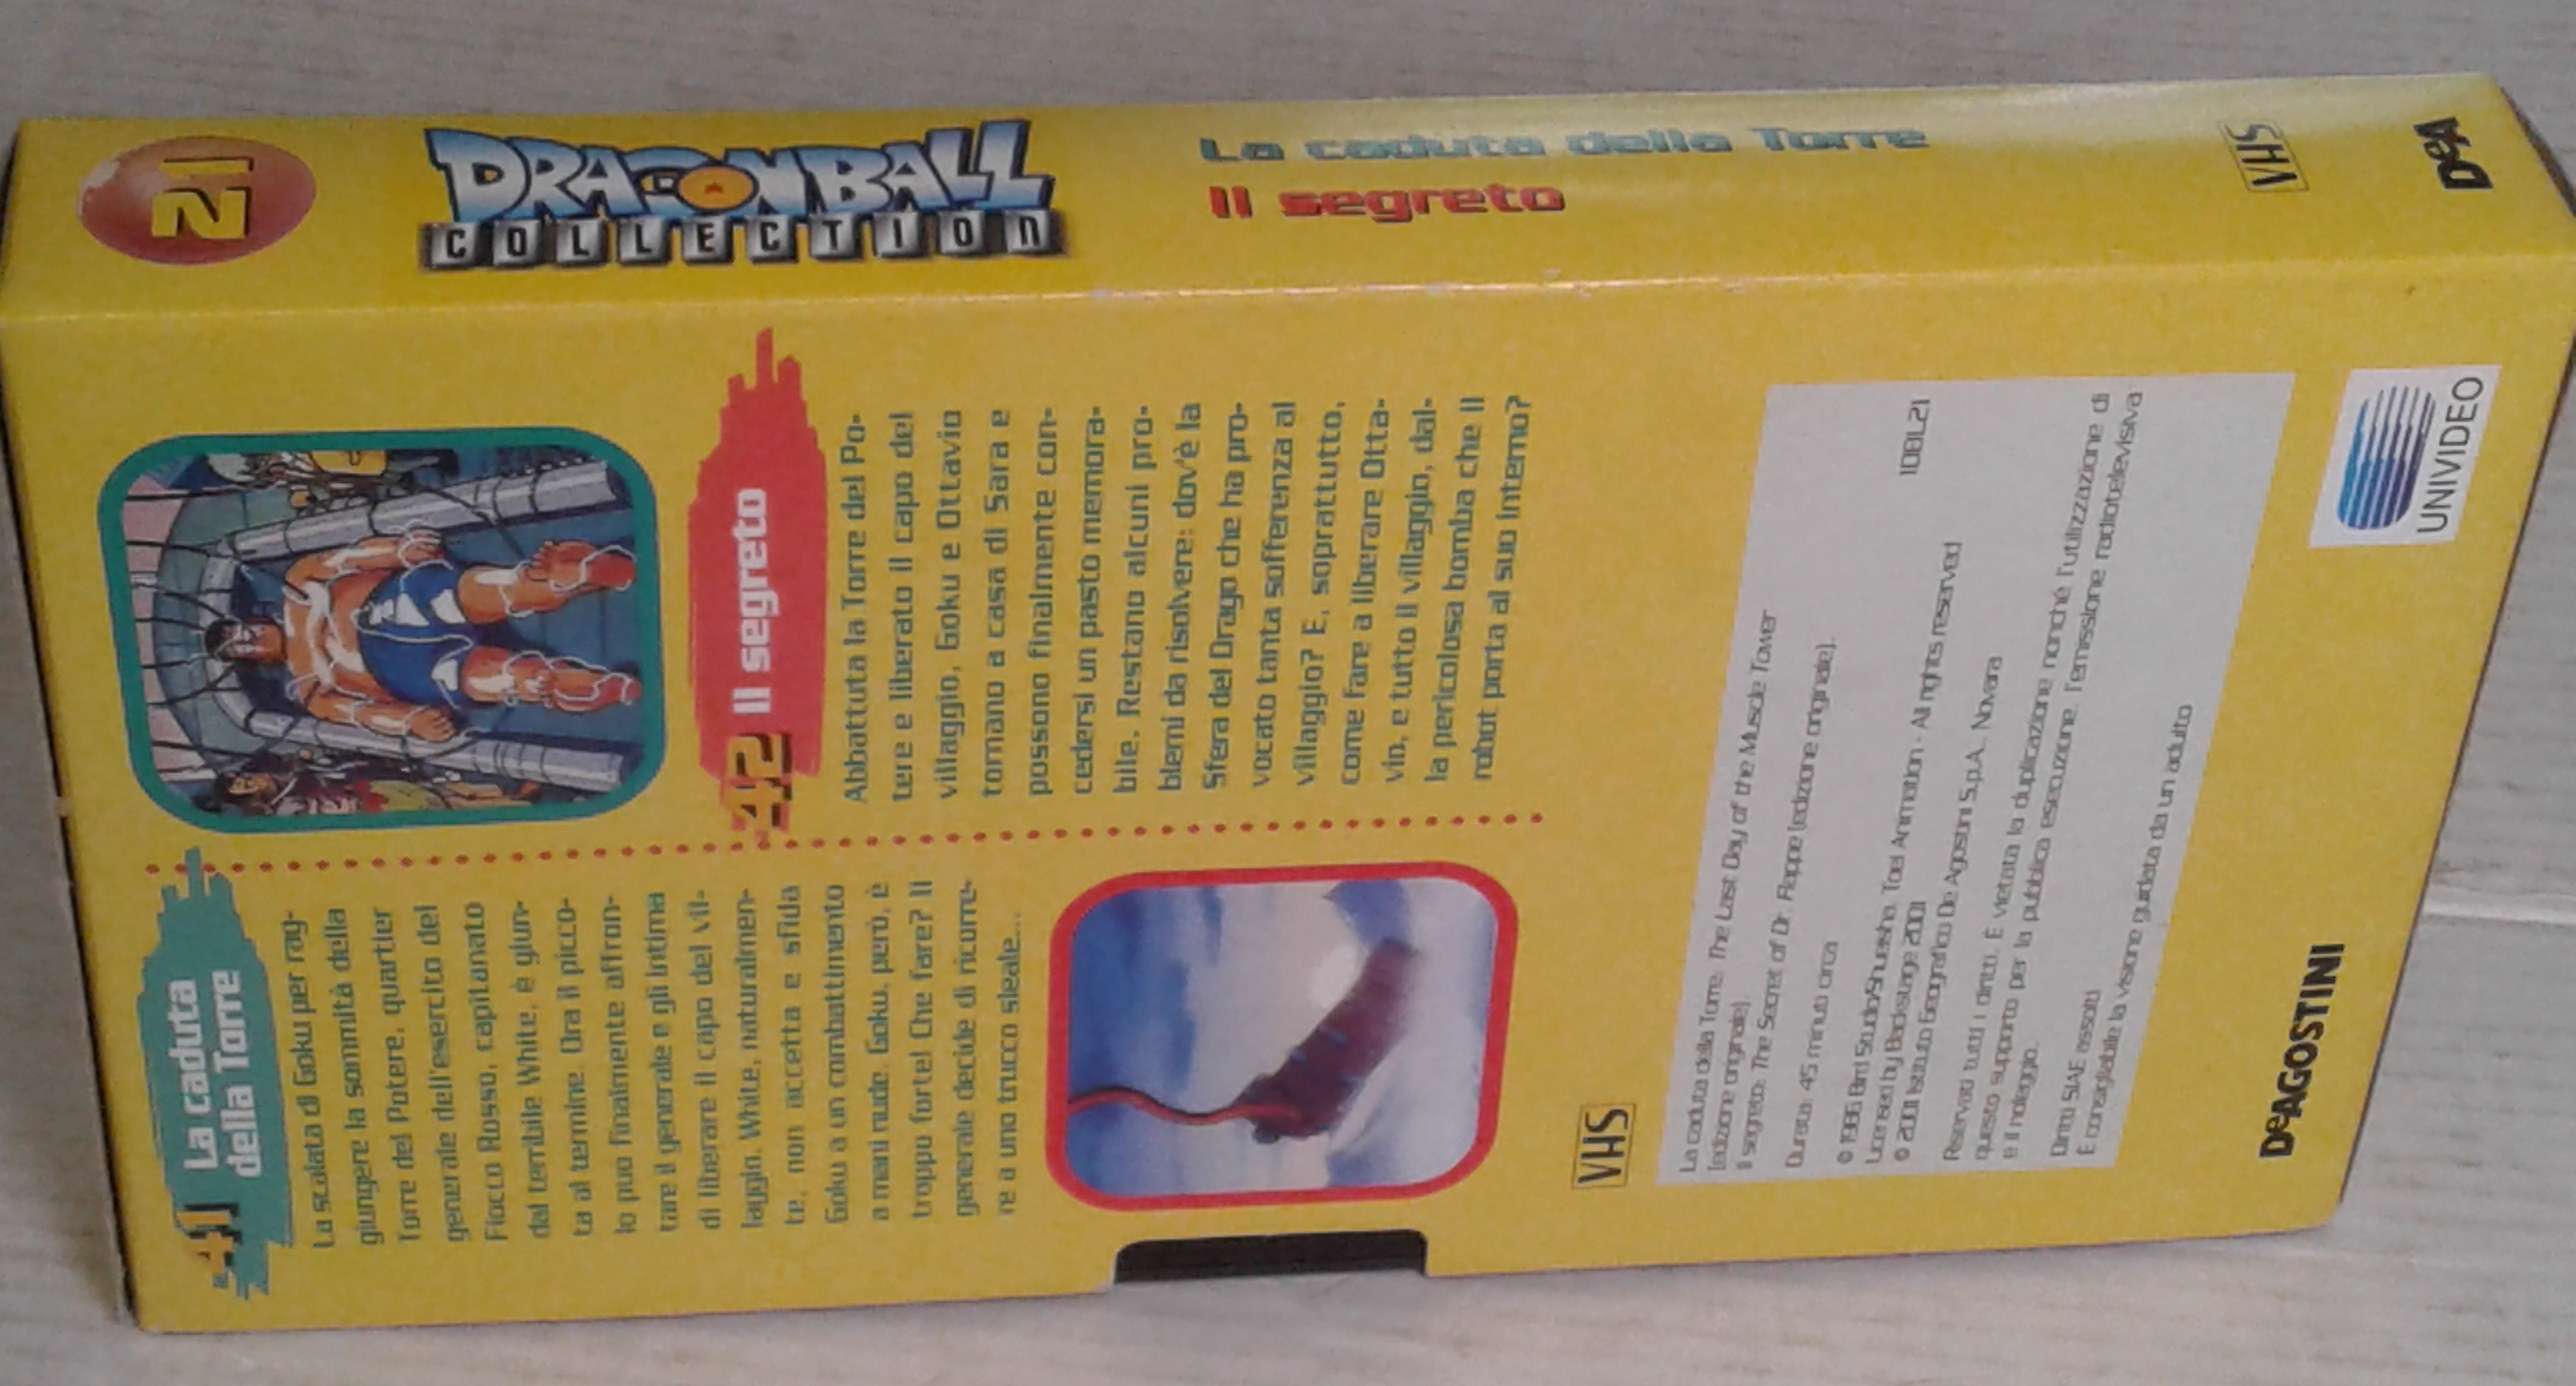 21
DRAGONBALL
COLLECTION
La caduta della Torre
Il segreto
VHS
DeA
41 La caduta
della Torre
La scalata di Goku per rag-
giungere la sommità della
Torre del Potere, quartier
generale dell'esercito del
Fiocco Rosso, capitanato
dal terribile White, è giun-
ta al termine. Ora il picco-
lo può finalmente affron-
tare il generale e gli intima
di liberare il capo del vil-
laggio. White, naturalmen-
te, non accetta e sfida
Goku a un combattimento
a mani nude. Goku, però, è
troppo forte! Che fare? Il
generale decide di ricorre-
re a uno trucco sleale...
42 Il segreto
Abbattuta la Torre del Po-
tere e liberato il capo del
villaggio, Goku e Ottavio
tornano a casa di Sara e
possono finalmente con-
cedersi un pasto memora-
bile. Restano alcuni pro-
blemi da risolvere: dov'è la
Sfera del Drago che ha pro-
vocato tanta sofferenza al
villaggio? E, soprattutto,
come fare a liberare Otta-
vio, e tutto il villaggio, dal-
la pericolosa bomba che il
robot porta al suo interno?
VHS
La caduta della Torre: The Last Day of the Muscle Tower
(edizione originale).
Il segreto: The Secret of Dr. Flappe (edizione originale).
Durata: 45 minuti circa
10BL21
© 1986 Bird Studio/Shueisha, Toei Animation - All rights reserved
Licensed by Backstage 2001
© 2001 Istituto Geografico De Agostini S.p.A., Novara
Riservati tutti i diritti. È vietata la duplicazione nonché l'utilizzazione di
questo supporto per la pubblica esecuzione, l'emissione radiotelevisiva
e il noleggio.
Diritti SIAE assolti
È consigliabile la visione guidata da un adulto
DeAGOSTINI
UNIVIDEO